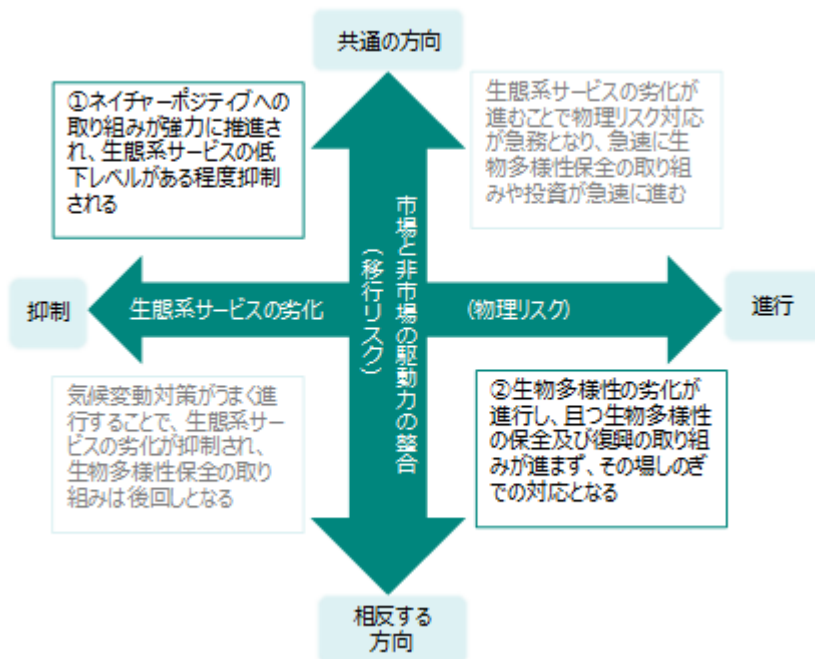 共通の方向
①ネイチャーポジティブへの
取り組みが強力に推進さ
れ、生態系サービスの低
下レベルがある程度抑制
される
生態系サービスの劣化が
進むことで物理リスク対応
が急務となり、急速に生
物多様性保全の取り組
みや投資が急速に進む
市場と非市場の駆動力の整合
(移行リスク)
抑制
生態系サービスの劣化
(物理リスク)
進行
気候変動対策がうまく進
行することで、生態系サー
ビスの劣化が抑制され、
生物多様性保全の取り
組みは後回しとなる
②生物多様性の劣化が
進行し、且つ生物多様性
の保全及び復興の取り組
みが進まず、その場しのぎ
での対応となる
相反する
方向